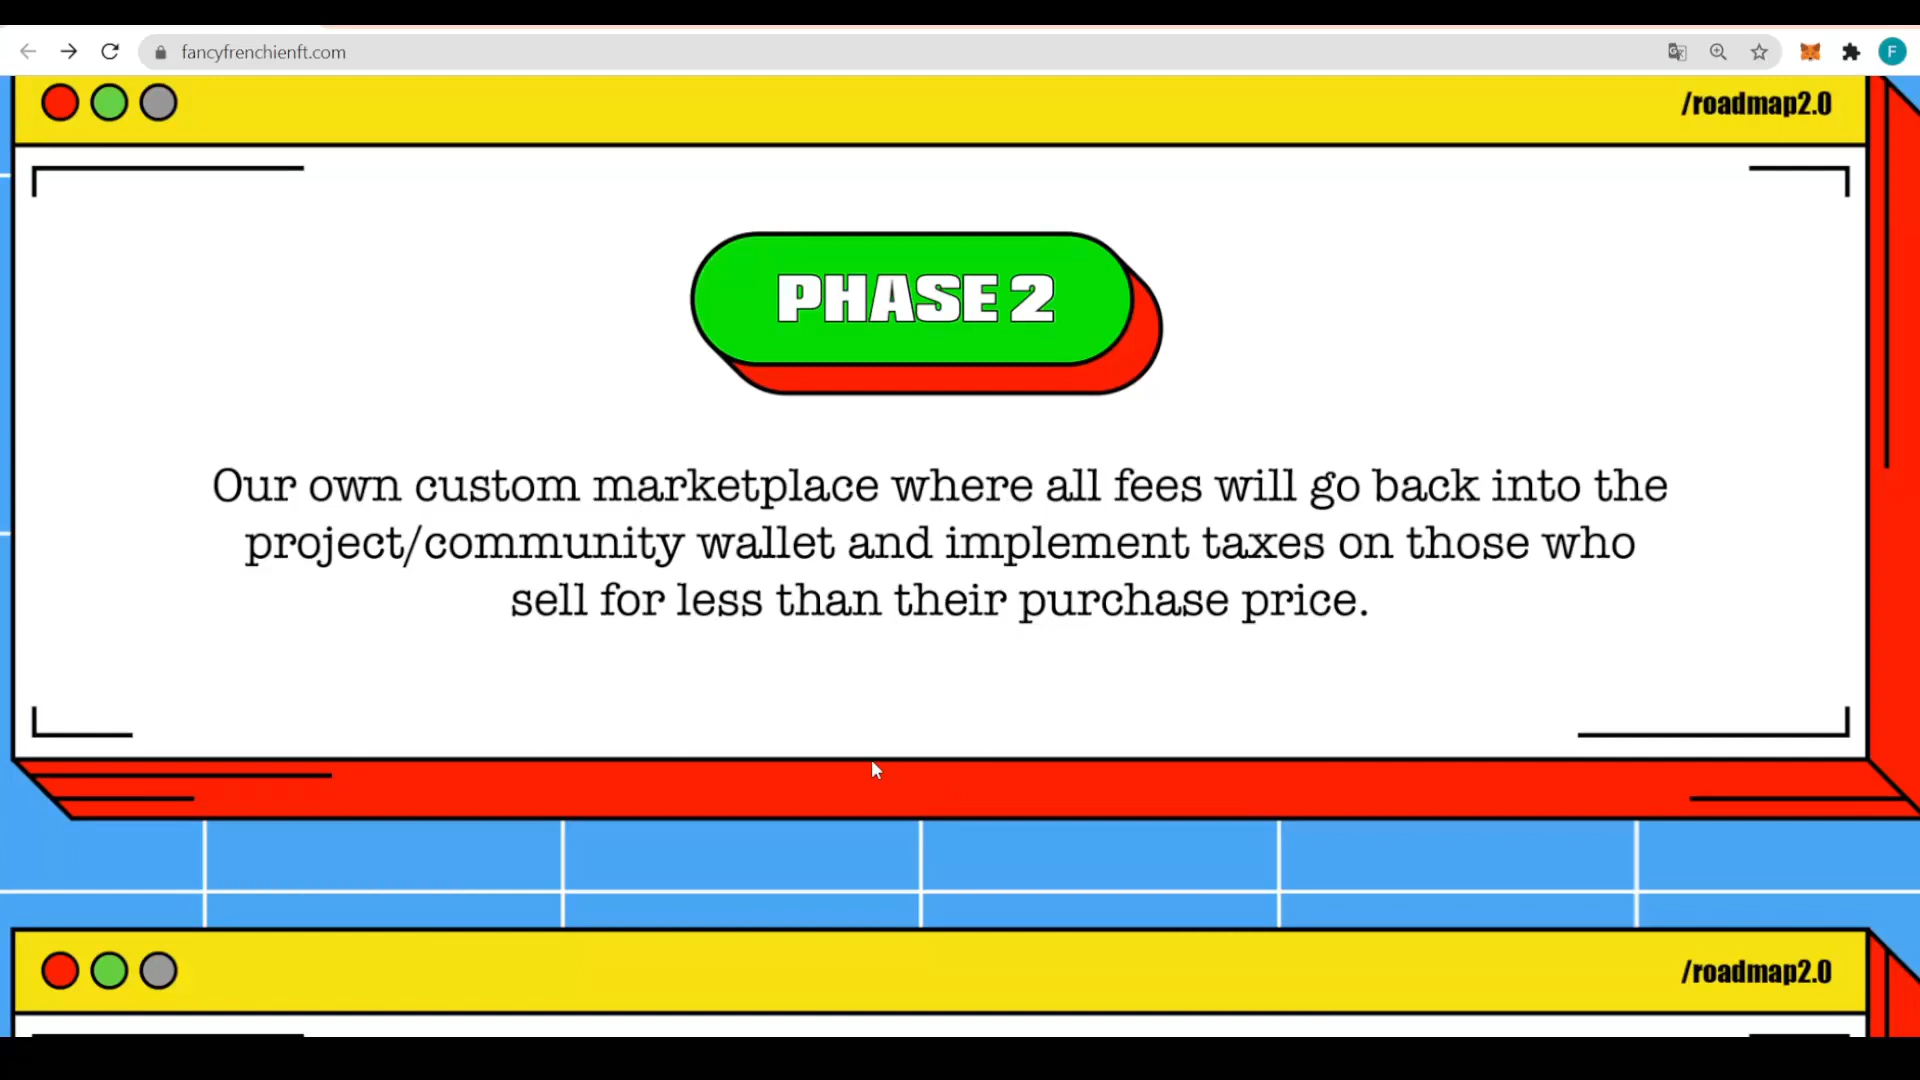 fancyfrenchienft.com
F
/roadmap2.0
PHASE 2
Our own custom marketplace where all fees will go back into the
project/community wallet and implement taxes on those who
sell for less than their purchase price.
/roadmap2.0